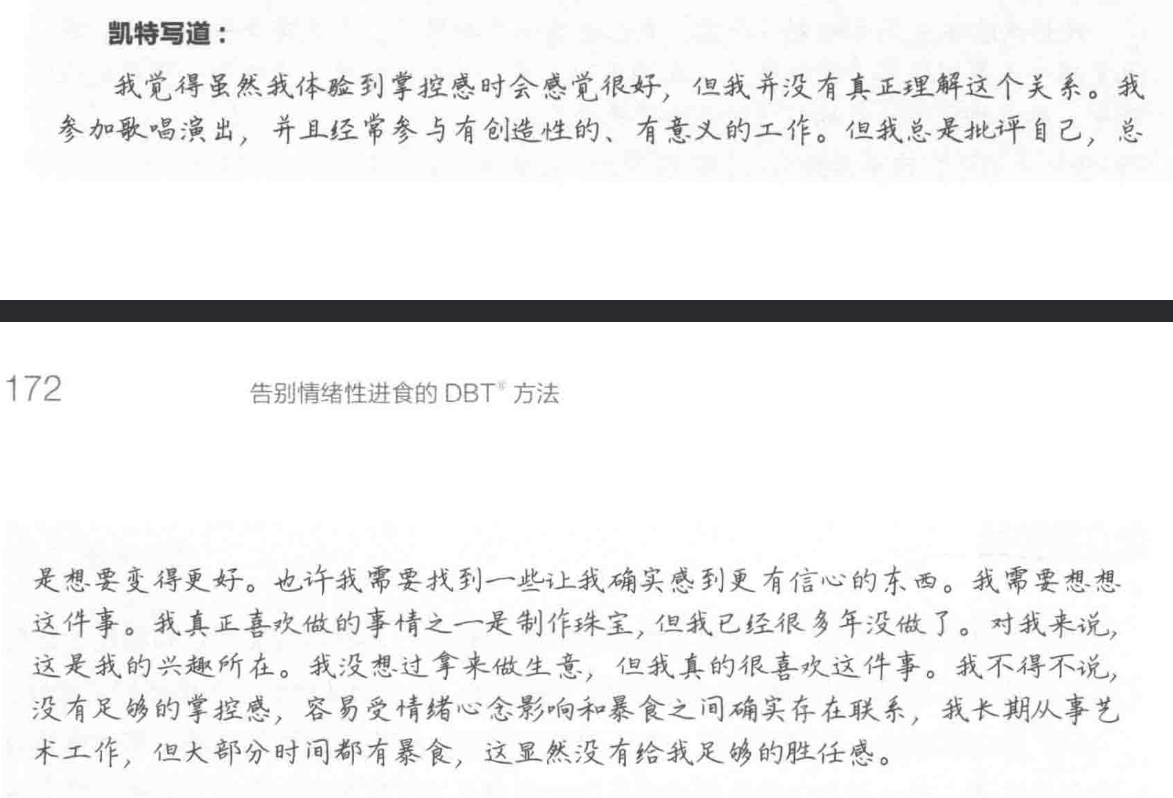 凯特写道：
我觉得虽然我体验到掌控感时会感觉很好，但我并没有真正理解这个关系。我
参加歌唱演出，并且经常参与有创造性的、有意义的工作。但我总是批评自己，总
172
告别情绪性进食的 DBT® 方法
是想要变得更好。也许我需要找到一些让我确实感到更有信心的东西。我需要想想
这件事。我真正喜欢做的事情之一是制作珠宝，但我已经很多年没做了。对我来说，
这是我的兴趣所在。我没想过拿来做生意，但我真的很喜欢这件事。我不得不说，
没有足够的掌控感，容易受情绪心念影响和暴食之间确实存在联系，我长期从事艺
术工作，但大部分时间都有暴食，这显然没有给我足够的胜任感。